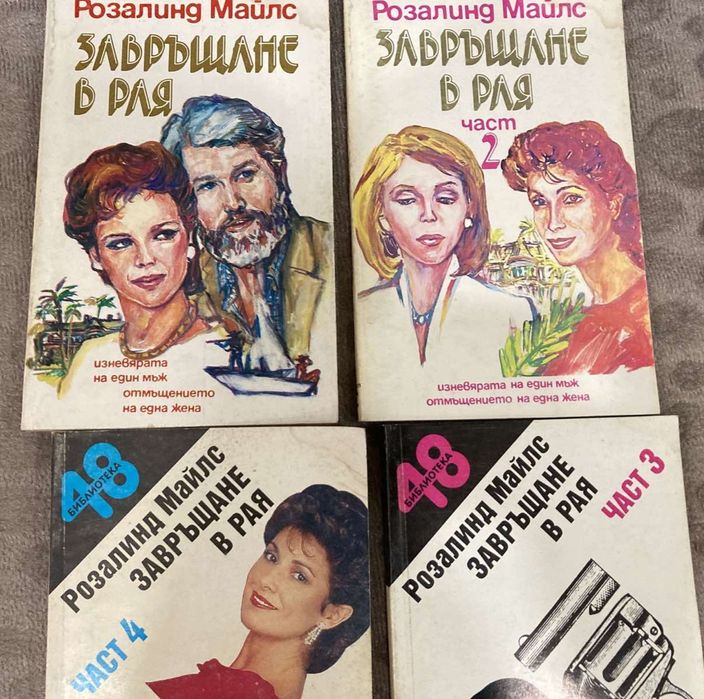 Розалинд Майлс
ЗАВРЪЩАНЕ
В РАЯ
изневярата
на един мъж
отмъщението
на една жена
Розалинд Майлс
ЗАВРЪЩАНЕ
В РАЯ
част
2
изневярата на един мъж
отмъщението на една жена
48
БИБЛИОТЕКА
Розалинд Майлс
ЗАВРЪЩАНЕ
В РАЯ
ЧАСТ 4
48
БИБЛИОТЕКА
Розалинд Майлс
ЗАВРЪЩАНЕ
В РАЯ
ЧАСТ 3